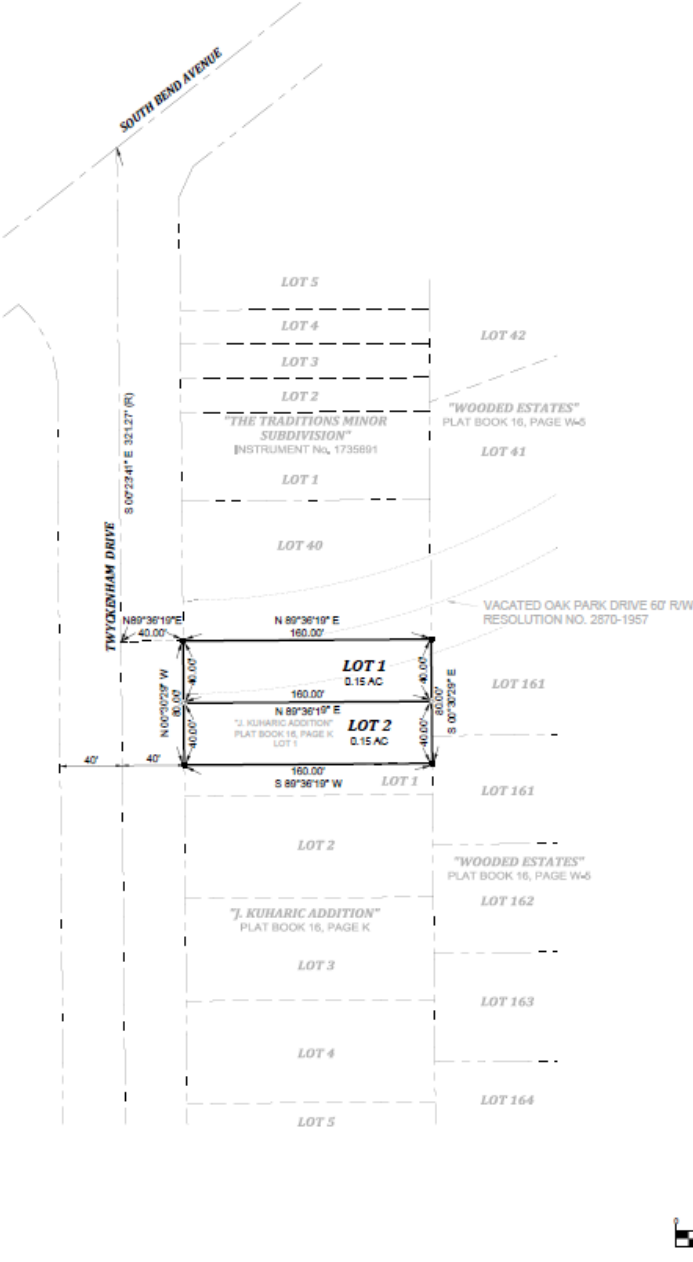 SOUTH BEND AVENUE
LOT 5
LOT 4
LOT 42
LOT 3
LOT 2
"WOODED ESTATES"
PLAT BOOK 16, PAGE W-5
"THE TRADITIONS MINOR
SUBDIVISION"
INSTRUMENT No. 1735691
LOT 41
S 00°23'41" E 321.27' (R)
LOT 1
LOT 40
TWYCKENHAM DRIVE
VACATED OAK PARK DRIVE 60' R/W
RESOLUTION NO. 2870-1957
N89°36'19"E
40.00'
N 89°36'19" E
160.00'
LOT 1
0.15 AC
40.00'
40.00'
N 00°30'29" W
80.00'
80.00'
S 00°30'29" E
LOT 161
160.00'
N 89°36'19" E
"J. KUHARIC ADDITION"
PLAT BOOK 16, PAGE K
LOT 1
LOT 2
0.15 AC
40.00'
40.00'
40'
40'
160.00'
S 89°36'19" W
LOT 1
LOT 161
LOT 2
"WOODED ESTATES"
PLAT BOOK 16, PAGE W-5
LOT 162
"J. KUHARIC ADDITION"
PLAT BOOK 16, PAGE K
LOT 3
LOT 163
LOT 4
LOT 164
LOT 5
0